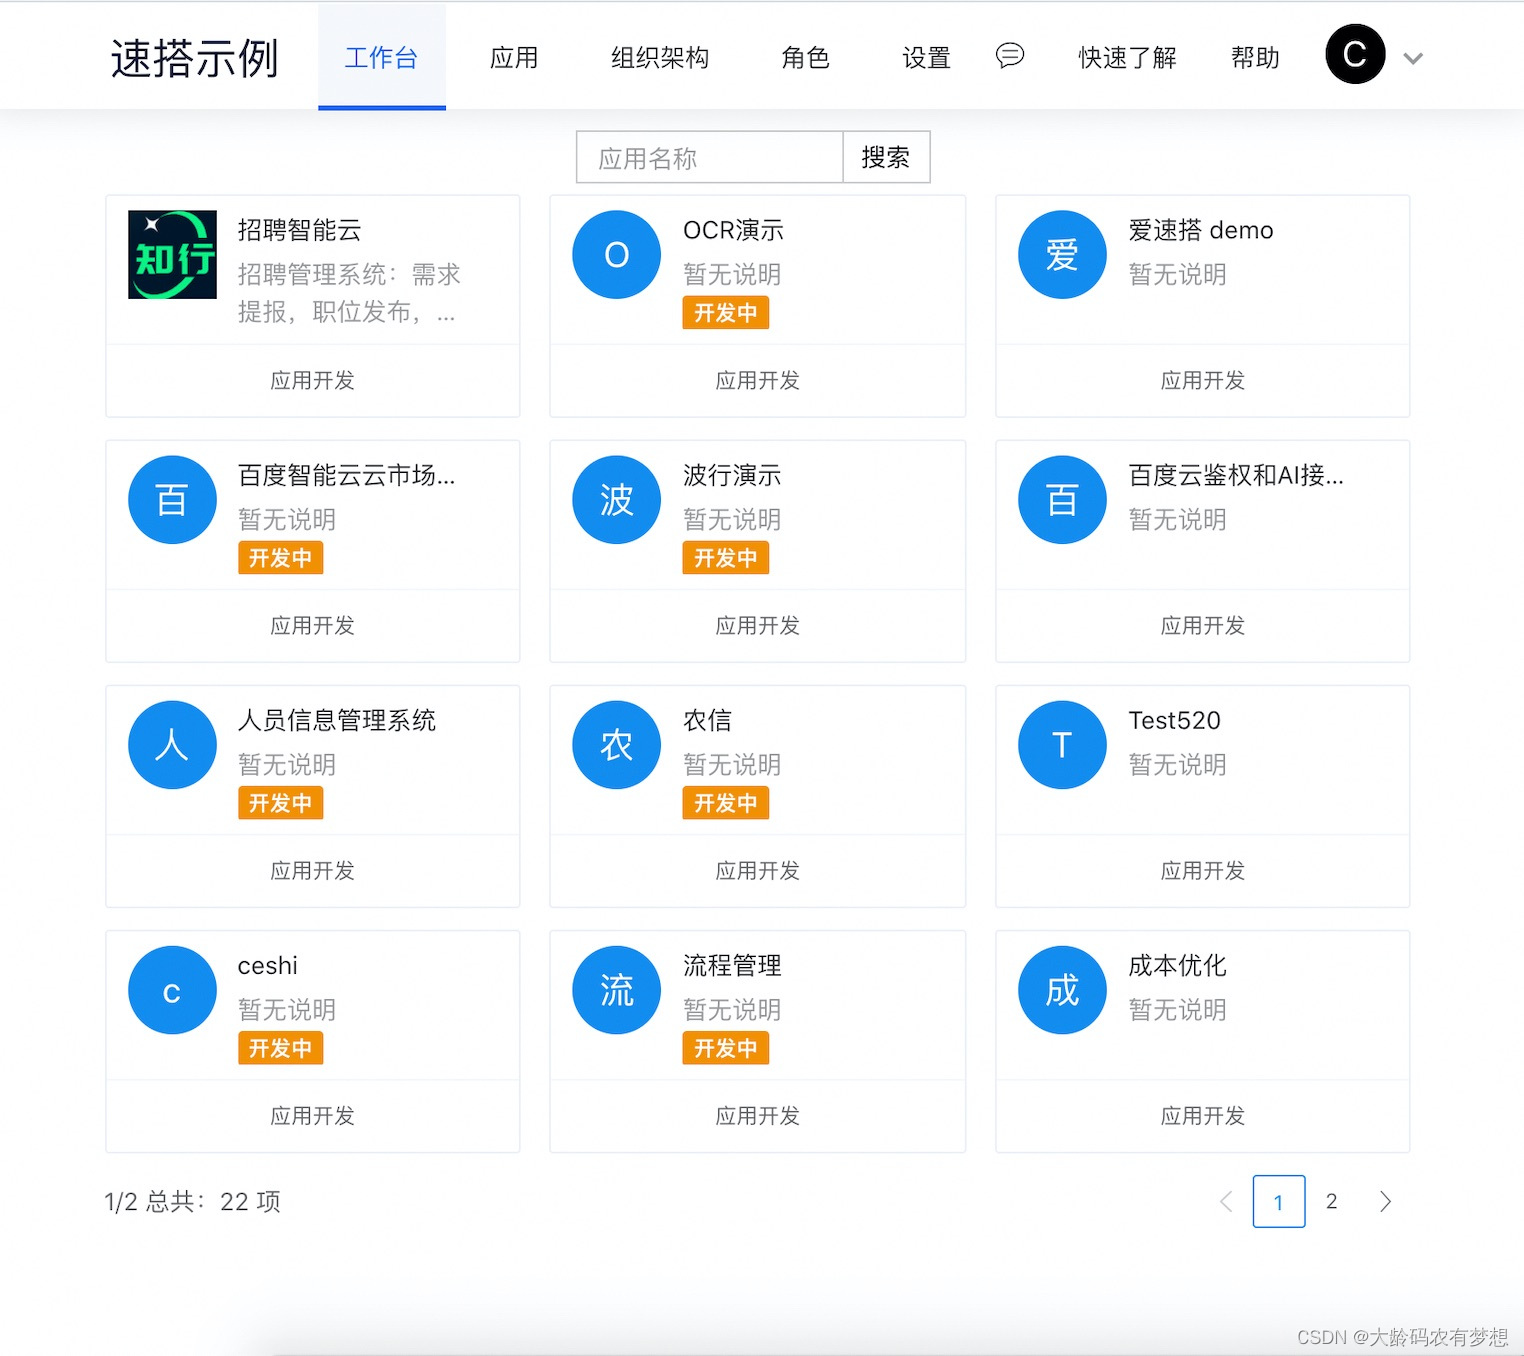 速搭示例 工作台 应用 组织架构 角色 设置 快速了解 帮助 C
应用名称 搜索
知行
招聘智能云
招聘管理系统：需求
提报，职位发布，...
应用开发
O
OCR演示
暂无说明
开发中
应用开发
爱
爱速搭 demo
暂无说明
应用开发
百
百度智能云云市场...
暂无说明
开发中
应用开发
波
波行演示
暂无说明
开发中
应用开发
百
百度云鉴权和AI接...
暂无说明
应用开发
人
人员信息管理系统
暂无说明
开发中
应用开发
农
农信
暂无说明
开发中
应用开发
T
Test520
暂无说明
应用开发
c
ceshi
暂无说明
开发中
应用开发
流
流程管理
暂无说明
开发中
应用开发
成
成本优化
暂无说明
应用开发
1/2 总共：22 项
1 2
CSDN @大龄码农有梦想